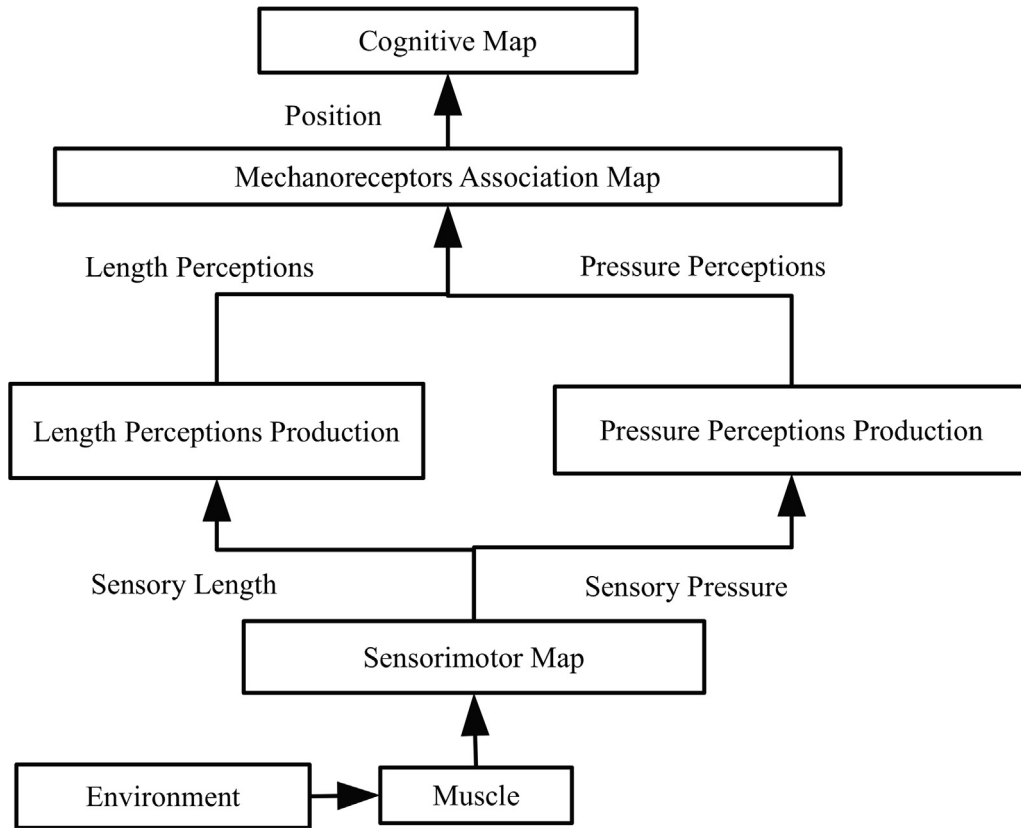 Cognitive Map
Position
Mechanoreceptors Association Map
Length Perceptions
Pressure Perceptions
Length Perceptions Production
Pressure Perceptions Production
Sensory Length
Sensory Pressure
Sensorimotor Map
Environment
Muscle